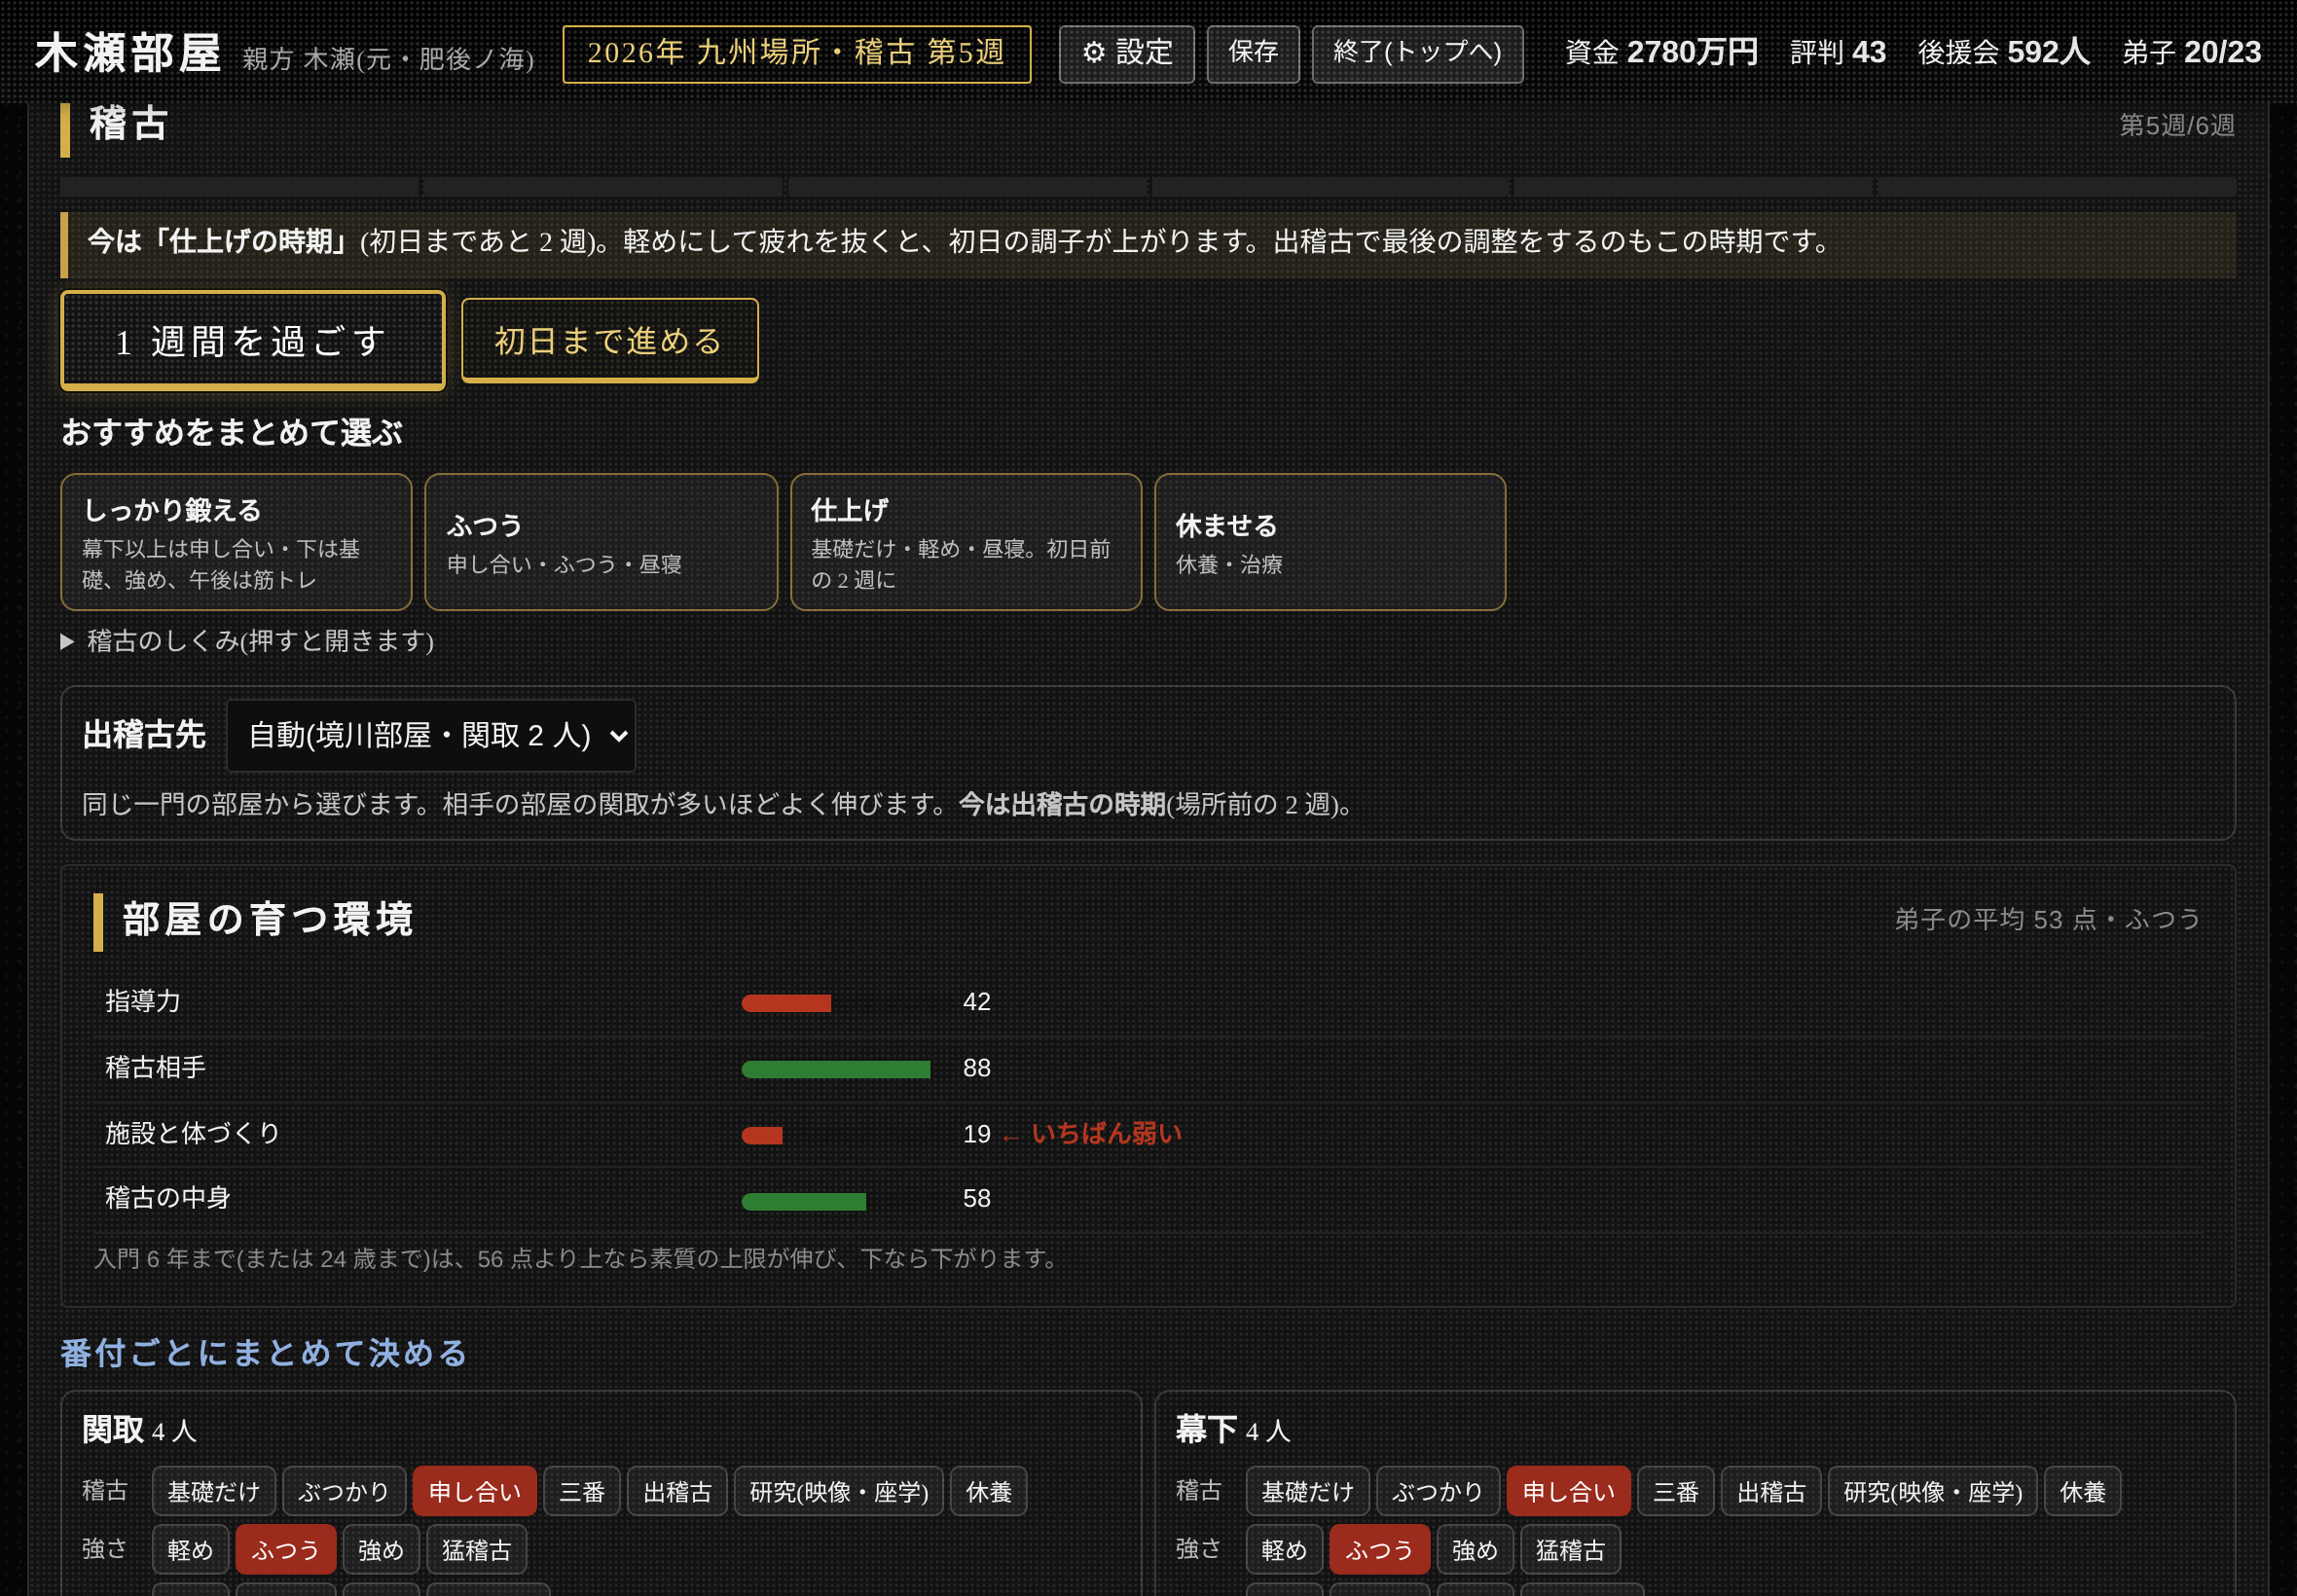 木瀬部屋 親方 木瀬(元・肥後ノ海) 2026年 九州場所・稽古 第5週 ⚙ 設定 保存 終了(トップへ) 資金 2780万円 評判 43 後援会 592人 弟子 20/23
稽古 第5週/6週
今は「仕上げの時期」(初日まであと 2 週)。軽めにして疲れを抜くと、初日の調子が上がります。出稽古で最後の調整をするのもこの時期です。
1 週間を過ごす 初日まで進める
おすすめをまとめて選ぶ
しっかり鍛える
幕下以上は申し合い・下は基
礎、強め、午後は筋トレ
ふつう
申し合い・ふつう・昼寝
仕上げ
基礎だけ・軽め・昼寝。初日前
の 2 週に
休ませる
休養・治療
▶ 稽古のしくみ(押すと開きます)
出稽古先 自動(境川部屋・関取 2 人)
同じ一門の部屋から選びます。相手の部屋の関取が多いほどよく伸びます。今は出稽古の時期(場所前の 2 週)。
部屋の育つ環境 弟子の平均 53 点・ふつう
指導力 42
稽古相手 88
施設と体づくり 19 ← いちばん弱い
稽古の中身 58
入門 6 年まで(または 24 歳まで)は、56 点より上なら素質の上限が伸び、下なら下がります。
番付ごとにまとめて決める
関取 4 人
稽古 基礎だけ ぶつかり 申し合い 三番 出稽古 研究(映像・座学) 休養
強さ 軽め ふつう 強め 猛稽古
幕下 4 人
稽古 基礎だけ ぶつかり 申し合い 三番 出稽古 研究(映像・座学) 休養
強さ 軽め ふつう 強め 猛稽古